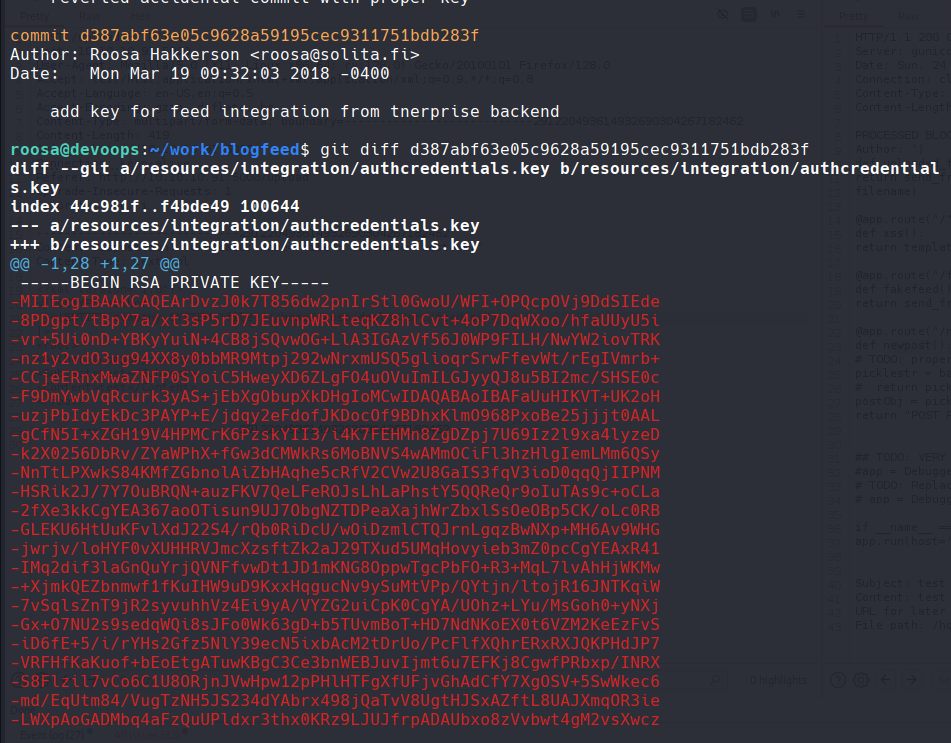 reverted accidental commit with proper key
commit d387abf63e05c9628a59195cec9311751bdb283f
Author: Roosa Hakkerson <roosa@solita.fi>
Date:   Mon Mar 19 09:32:03 2018 -0400
add key for feed integration from tnerprise backend
roosa@devoops:~/work/blogfeed$ git diff d387abf63e05c9628a59195cec9311751bdb283f
diff --git a/resources/integration/authcredentials.key b/resources/integration/authcredential
s.key
index 44c981f..f4bde49 100644
--- a/resources/integration/authcredentials.key
+++ b/resources/integration/authcredentials.key
@@ -1,28 +1,27 @@
 -----BEGIN RSA PRIVATE KEY-----
-MIIEogIBAAKCAQEArDvzJ0k7T856dw2pnIrStl0GwoU/WFI+OPQcpOVj9DdSIEde
-8PDgpt/tBpY7a/xt3sP5rD7JEuvnpWRLteqKZ8hlCvt+4oP7DqWXoo/hfaUUyU5i
-vr+5Ui0nD+YBKyYuiN+4CB8jSQvwOG+LlA3IGAzVf56J0WP9FILH/NwYW2iovTRK
-nz1y2vdO3ug94XX8y0bbMR9Mtpj292wNrxmUSQ5glioqrSrwFfevWt/rEgIVmrb+
-CCjeERnxMwaZNFP0SYoiC5HweyXD6ZLgFO4uOVuImILGJyyQJ8u5BI2mc/SHSE0c
-F9DmYwbVqRcurk3yAS+jEbXgObupXkDHgIoMCwIDAQABAoIBAFaUuHIKVT+UK2oH
-uzjPbIdyEkDc3PAYP+E/jdqy2eFdofJKDocOf9BDhxKlmO968PxoBe25jjjt0AAL
-gCfN5I+xZGH19V4HPMCrK6PzskYII3/i4K7FEHMn8ZgDZpj7U69Iz2l9xa4lyzeD
-k2X0256DbRv/ZYaWPhX+fGw3dCMWkRs6MoBNVS4wAMmOCiFl3hzHlgIemLMm6QSy
-NnTtLPXwkS84KMfZGbnolAiZbHAqhe5cRfV2CVw2U8GaIS3fqV3ioD0qqQjIIPNM
-HSRik2J/7Y7OuBRQN+auzFKV7QeLFeROJsLhLaPhstY5QQReQr9oIuTAs9c+oCLa
-2fXe3kkCgYEA367aoOTisun9UJ7ObgNZTDPeaXajhWrZbxlSsOeOBp5CK/oLc0RB
-GLEKU6HtUuKFvlXdJ22S4/rQb0RiDcU/wOiDzmlCTQJrnLgqzBwNXp+MH6Av9WHG
-jwrjv/loHYF0vXUHHRVJmcXzsftZk2aJ29TXud5UMqHovyieb3mZ0pcCgYEAxR41
-IMq2dif3laGnQuYrjQVNFfvwDt1JD1mKNG8OppwTgcPbFO+R3+MqL7lvAhHjWKMw
-+XjmkQEZbnmwf1fKuIHW9uD9KxxHqgucNv9ySuMtVPp/QYtjn/ltojR16JNTKqiW
-7vSqlsZnT9jR2syvuhhVz4Ei9yA/VYZG2uiCpK0CgYA/UOhz+LYu/MsGoh0+yNXj
-Gx+O7NU2s9sedqWQi8sJFo0Wk63gD+b5TUvmBoT+HD7NdNKoEX0t6VZM2KeEzFvS
-iD6fE+5/i/rYHs2Gfz5NlY39ecN5ixbAcM2tDrUo/PcFlfXQhrERxRXJQKPHdJP7
-VRFHfKaKuof+bEoEtgATuwKBgC3Ce3bnWEBJuvIjmt6u7EFKj8CgwfPRbxp/INRX
-S8Flzil7vCo6C1U8ORjnJVwHpw12pPHlHTFgXfUFjvGhAdCfY7XgOSV+5SwWkec6
-md/EqUtm84/VugTzNH5JS234dYAbrx498jQaTvV8UgtHJSxAZftL8UAJXmqOR3ie
-LWXpAoGADMbq4aFzQuUPldxr3thx0KRz9LJUJfrpADAUbxo8zVvbwt4gM2vsXwcz